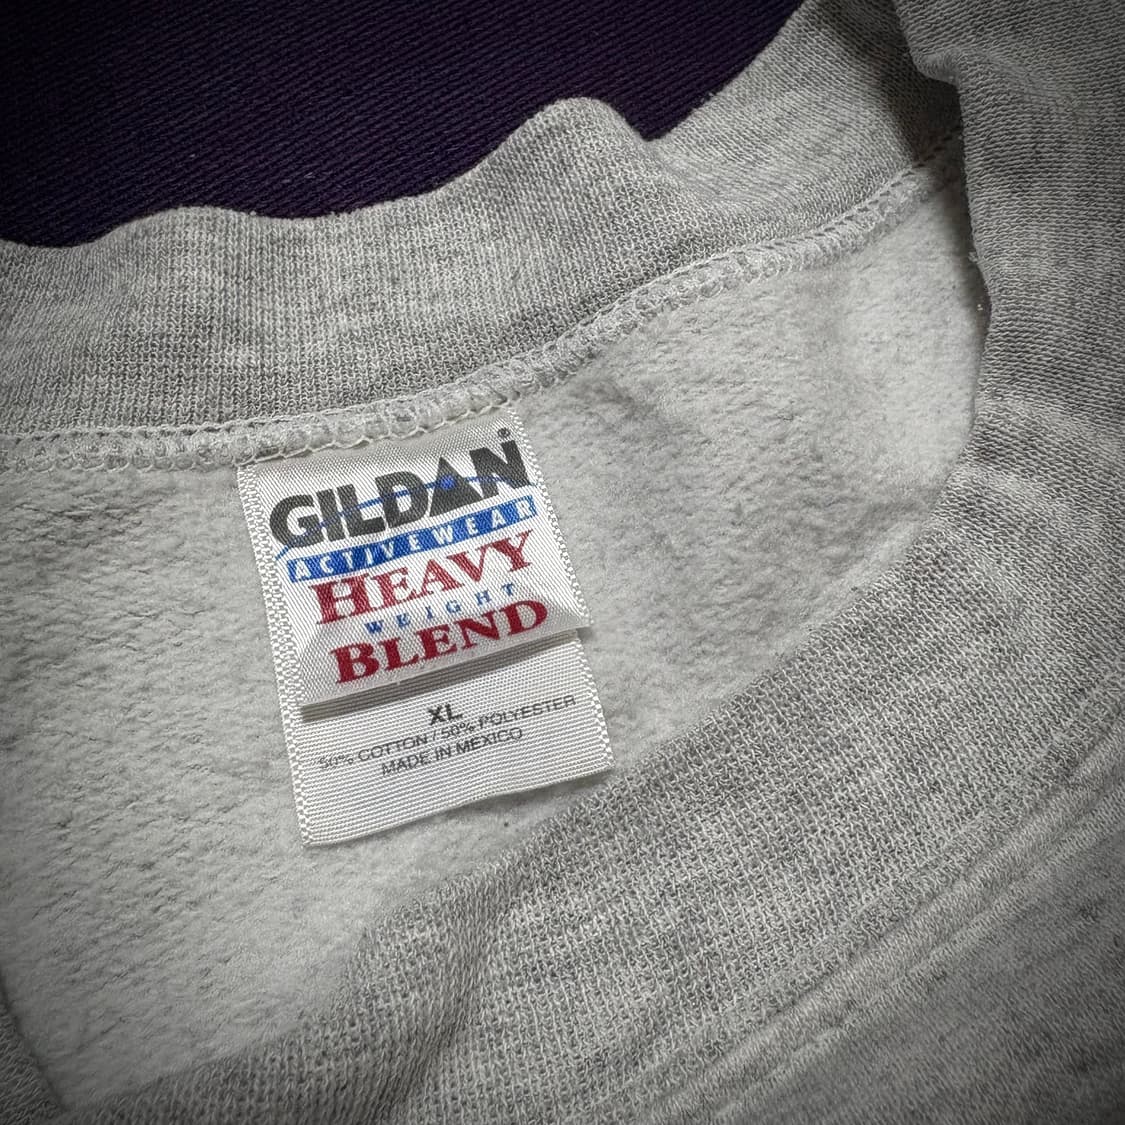 GILDAN®
ACTIVEWEAR
HEAVY
WEIGHT
BLEND
XL
50% COTTON / 50% POLYESTER
MADE IN MEXICO